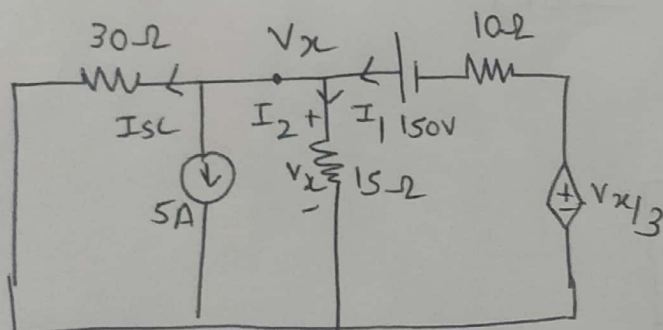 30Ω
Vx
10Ω
Isc
I2
+
I1
150V
Vx
15Ω
-
5A
+
-
Vx/3